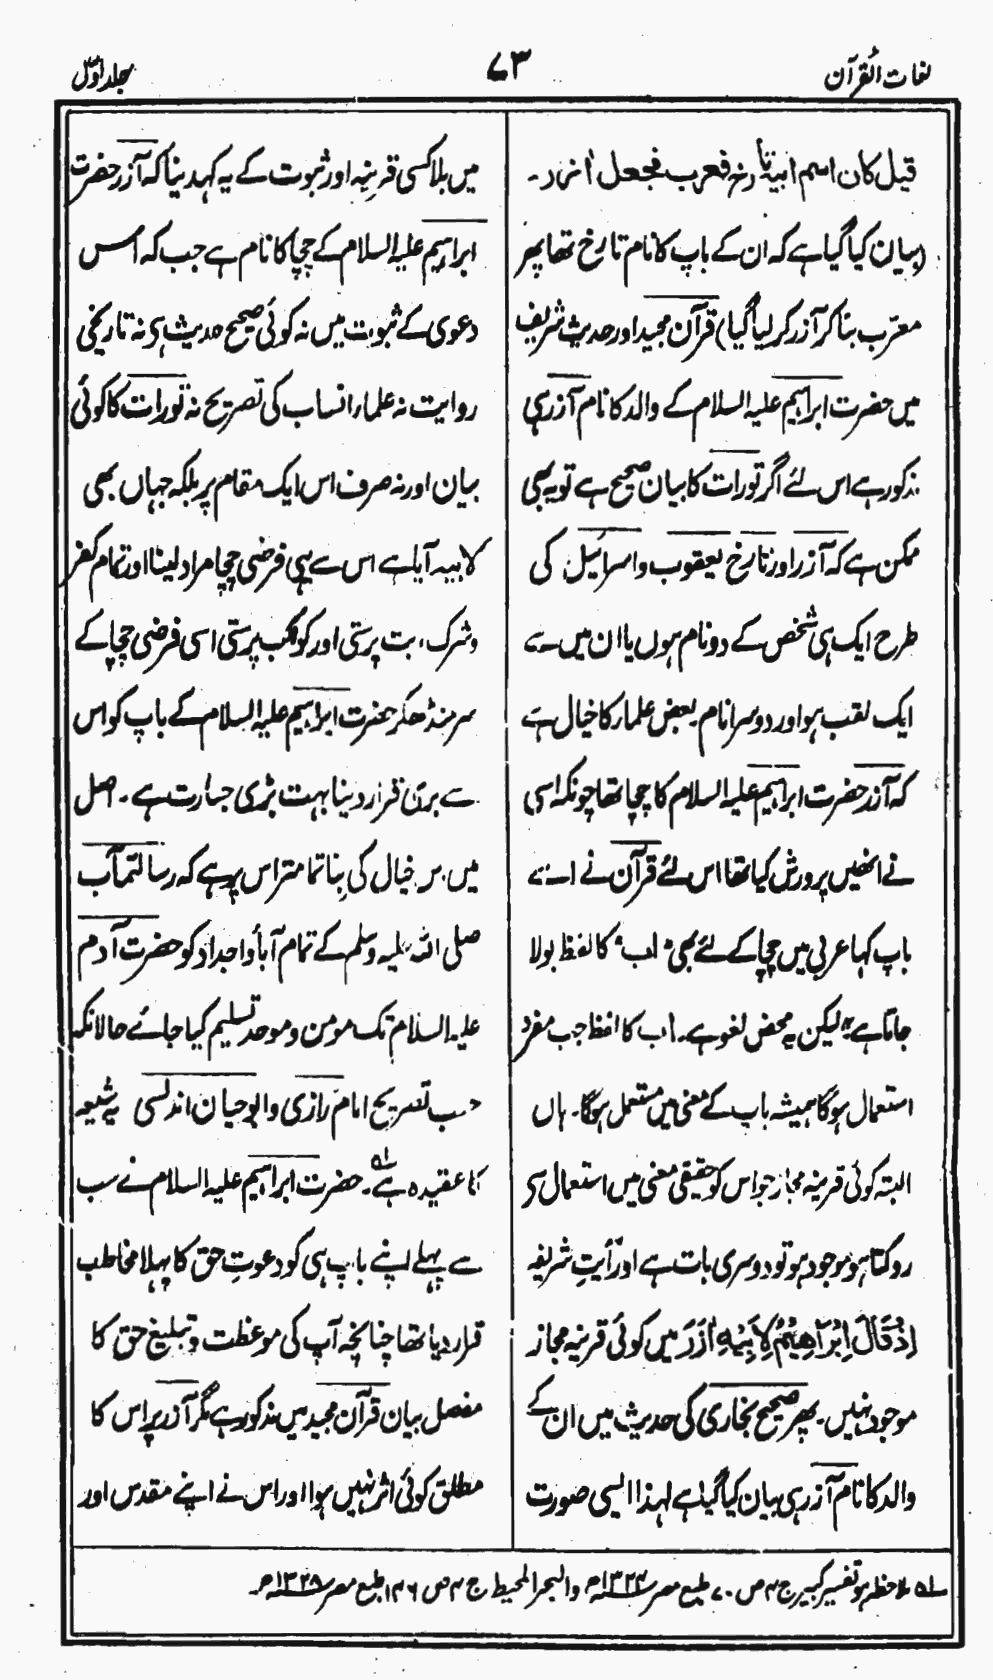 لغات القرآن
۷۳
جلد اوّل
قیل کان اسم ابیہ تارخ فعرب فجعل اٰزر۔
(بیان کیا گیا ہے کہ ان کے باپ کا نام تارخ تھا پھر
معرّب بنا کر آزر کر لیا گیا) قرآن مجید اور حدیث شریف
میں حضرت ابراہیم علیہ السلام کے والد کا نام آزر ہی
مذکور ہے اس لئے اگر تورات کا بیان صحیح ہے تو یہ بھی
ممکن ہے کہ آزر اور تارخ یعقوب و اسرائیل کی
طرح ایک ہی شخص کے دو نام ہوں یا ان میں سے
ایک لقب ہو اور دوسرا نام بعض علماء کا خیال ہے
کہ آزر حضرت ابراہیم علیہ السلام کا چچا تھا چونکہ اسی
نے انھیں پرورش کیا تھا اس لئے قرآن نے اسے
باپ کہا عربی میں چچا کے لئے بھی "اب" کا لفظ بولا
جاتا ہے" لیکن یہ محض لغو ہے۔ اب کا لفظ جب مفرد
استعمال ہوگا ہمیشہ باپ کے معنی میں مستعمل ہوگا۔ ہاں
البتہ کوئی قرینہ مجاز جو اس کو حقیقی معنی میں استعمال سے
روکتا ہو موجود ہو تو دوسری بات ہے اور آیتِ شریفہ
اِذْ قَالَ اِبْرَاهِیْمُ لِاَبِیْهِ اٰزَرَ میں کوئی قرینہ مجاز
موجود نہیں۔ پھر صحیح بخاری کی حدیث میں ان کے
والد کا نام آزر ہی بیان کیا گیا ہے لہذا ایسی صورت
میں بلا کسی قرینہ اور ثبوت کے یہ کہدینا کہ آزر حضرت
ابراہیم علیہ السلام کے چچا کا نام ہے جب کہ اس
دعوی کے ثبوت میں نہ کوئی صحیح حدیث ہی نہ تاریخی
روایت نہ علماء انساب کی تصریح نہ تورات کا کوئی
بیان اور نہ صرف اس ایک مقام پر بلکہ جہاں بھی
لابیہ آیا ہے اس سے یہی فرضی چچا مراد لینا اور تمام کفر
و شرک، بت پرستی اور کوکب پرستی اسی فرضی چچا کے
سر منڈھکر حضرت ابراہیم علیہ السلام کے باپ کو اس
سے بری قرار دینا بہت بڑی جسارت ہے۔ اصل
میں اس خیال کی بِنا تمامتر اس پر ہے کہ رسالتمآب
صلی اللہ علیہ وسلم کے تمام آبأ و اجداد کو حضرت آدم
علیہ السلام تک مومن و موحد تسلیم کیا جائے حالانکہ
حسب تصریح امام رازی و ابو حیان اندلسی یہ شیعہ
کا عقیدہ ہے۔ ۵۱ حضرت ابراہیم علیہ السلام نے سب
سے پہلے اپنے باپ ہی کو دعوتِ حق کا پہلا مخاطب
قرار دیا تھا چنانچہ آپ کی موعظت و تبلیغ حق کا
مفصل بیان قرآن مجید میں مذکور ہے مگر آزر پر اس کا
مطلق کوئی اثر نہیں ہوا اور اس نے اپنے مقدس اور
۵۱ ملاحظہ ہو تفسیر کبیر ج ۴ ص ۷۰ طبع مصر ۱۳۲۴ھ والبحر المحیط ج ۴ ص ۱۶۴ طبع مصر ۱۳۲۸ھ۔